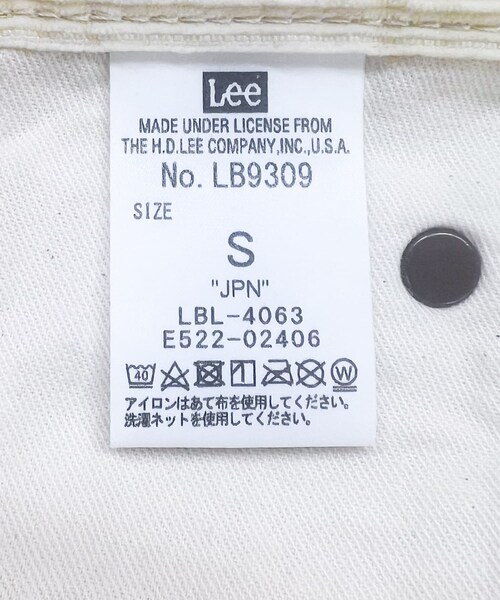 Lee
MADE UNDER LICENSE FROM
THE H.D.LEE COMPANY,INC.,U.S.A.
No. LB9309
SIZE
S
"JPN"
LBL-4063
E522-02406
40 W
アイロンはあて布を使用してください。
洗濯ネットを使用してください。